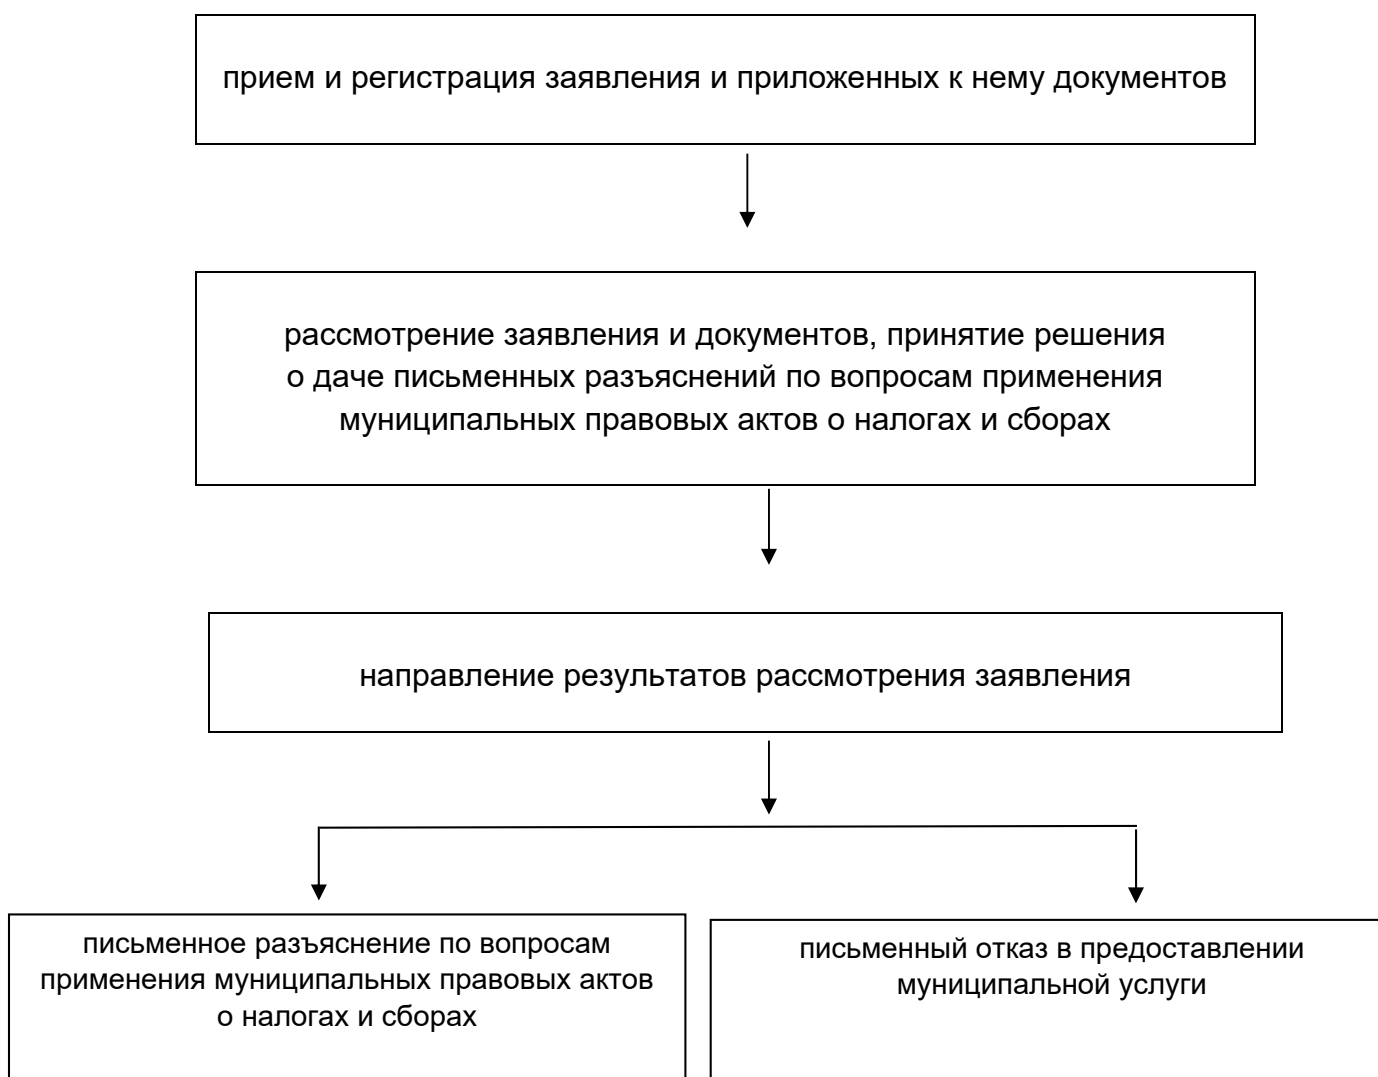 прием и регистрация заявления и приложенных к нему документов
рассмотрение заявления и документов, принятие решения
о даче письменных разъяснений по вопросам применения
муниципальных правовых актов о налогах и сборах
направление результатов рассмотрения заявления
письменное разъяснение по вопросам
применения муниципальных правовых актов
о налогах и сборах
письменный отказ в предоставлении
муниципальной услуги